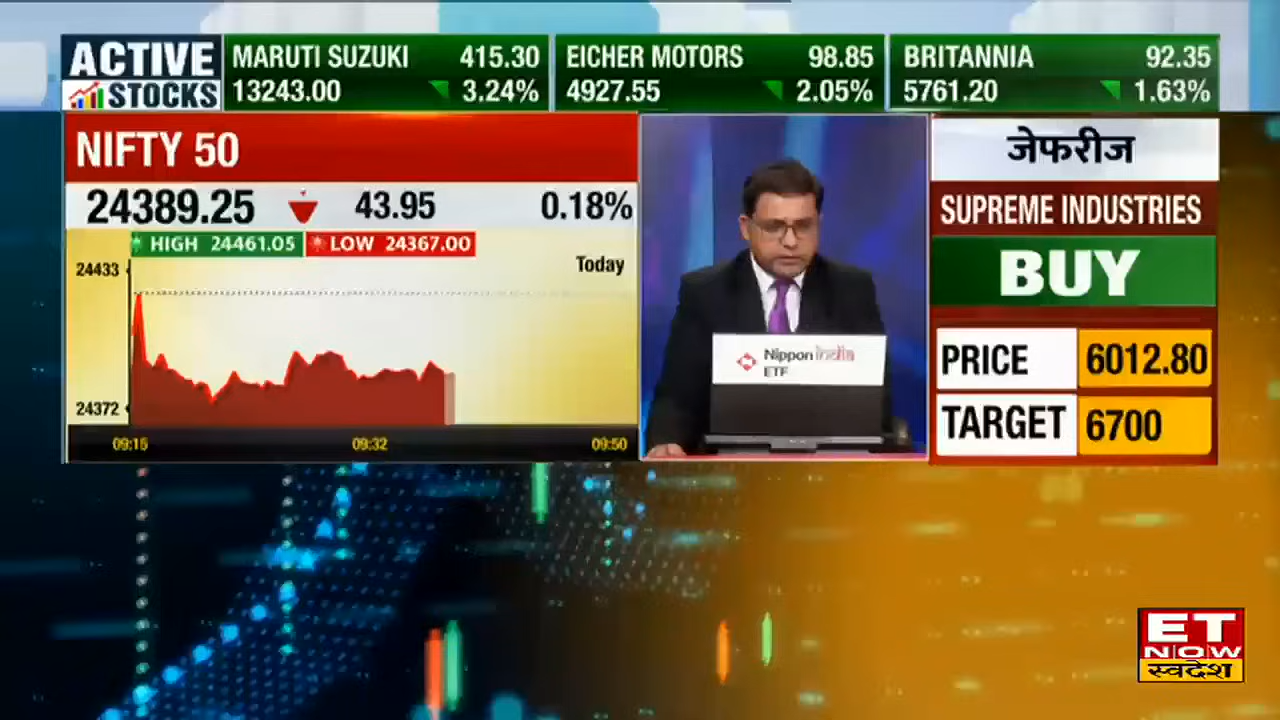 ACTIVE
STOCKS
MARUTI SUZUKI 415.30
13243.00 3.24%
EICHER MOTORS 98.85
4927.55 2.05%
BRITANNIA 92.35
5761.20 1.63%
NIFTY 50
24389.25 43.95 0.18%
HIGH 24461.05 LOW 24367.00
Today
24433
24372
09:15 09:32 09:50
Nippon india
ETF
जेफरीज
SUPREME INDUSTRIES
BUY
PRICE 6012.80
TARGET 6700
ET
NOW
स्वदेश